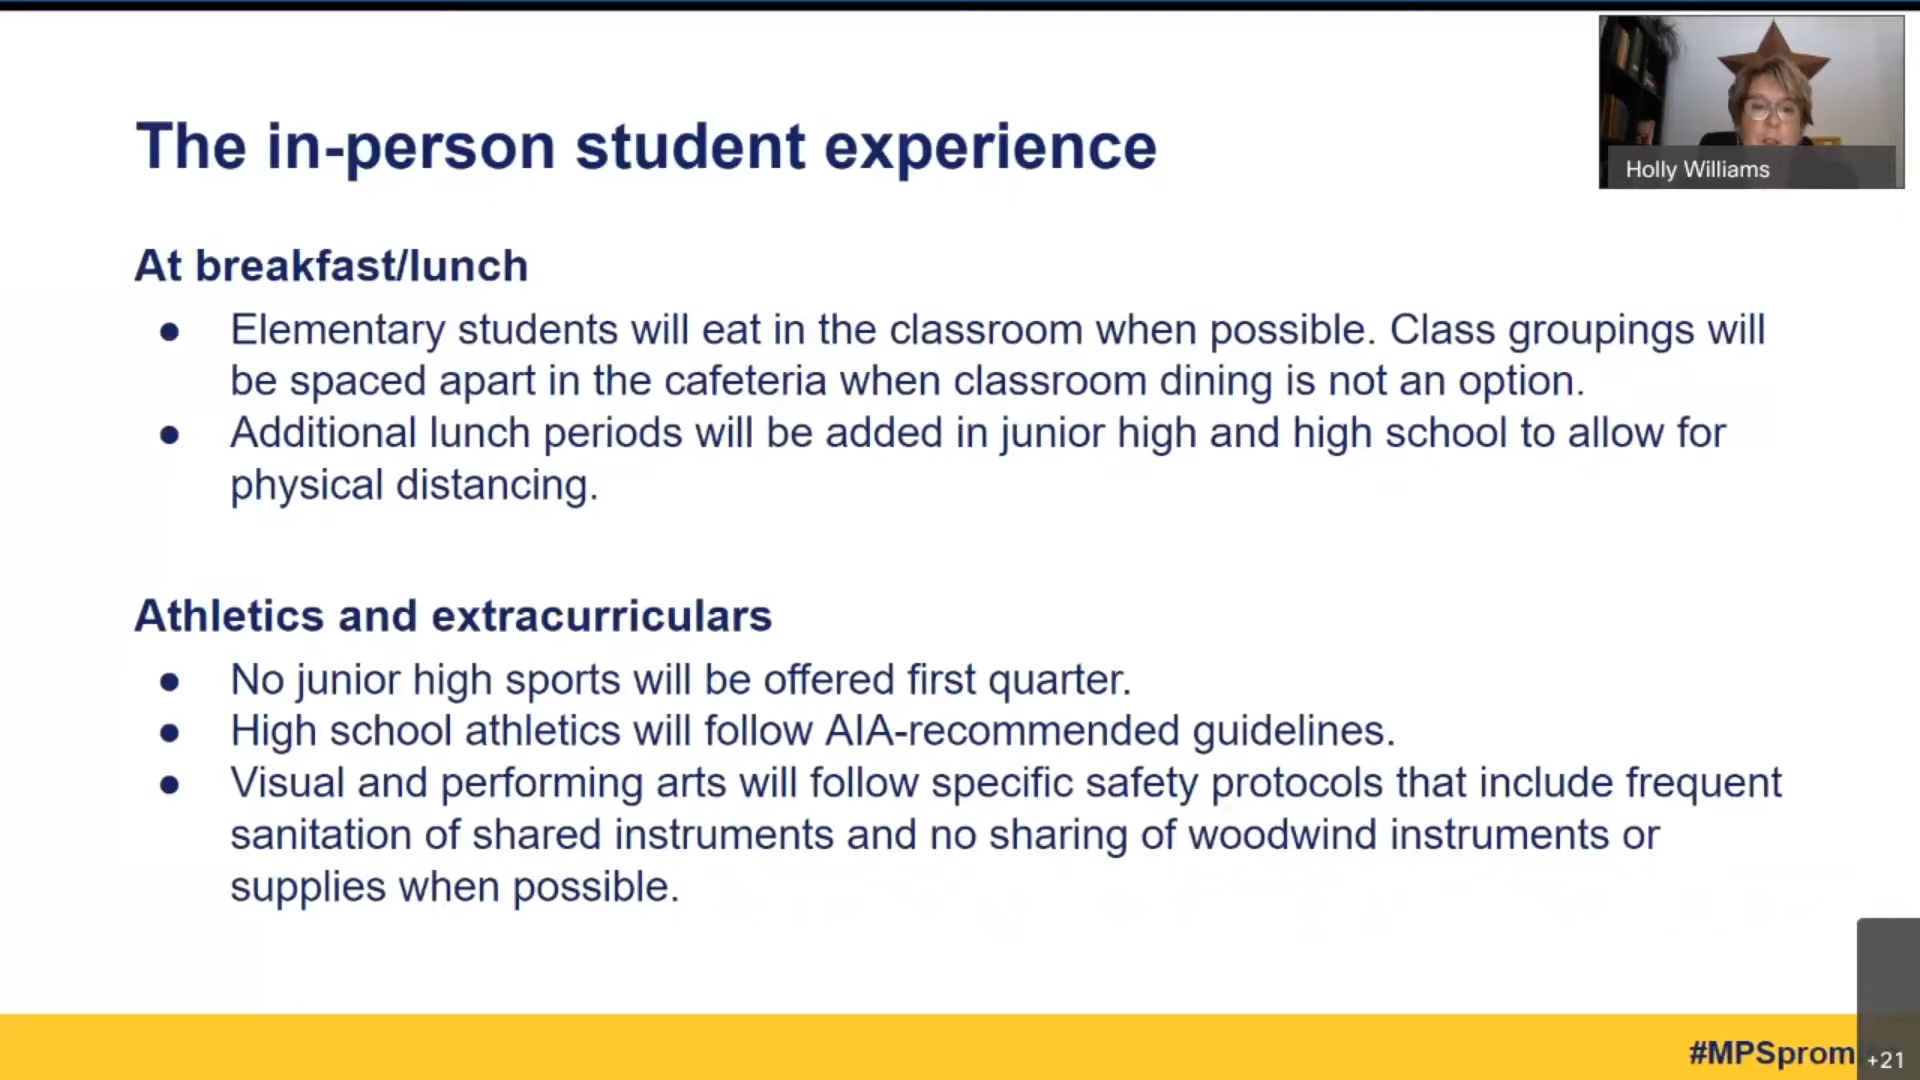 The in-person student experience
Holly Williams
At breakfast/lunch
● Elementary students will eat in the classroom when possible. Class groupings will
be spaced apart in the cafeteria when classroom dining is not an option.
● Additional lunch periods will be added in junior high and high school to allow for
physical distancing.
Athletics and extracurriculars
● No junior high sports will be offered first quarter.
● High school athletics will follow AIA-recommended guidelines.
● Visual and performing arts will follow specific safety protocols that include frequent
sanitation of shared instruments and no sharing of woodwind instruments or
supplies when possible.
#MPSprom
+21